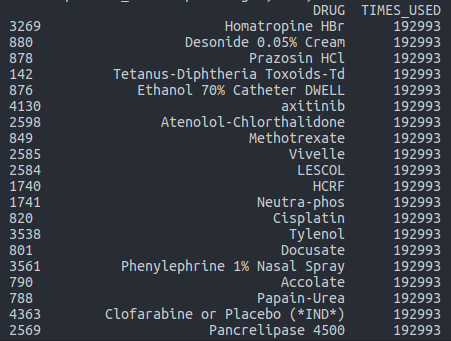 DRUG TIMES_USED
3269 Homatropine HBr 192993
880 Desonide 0.05% Cream 192993
878 Prazosin HCl 192993
142 Tetanus-Diphtheria Toxoids-Td 192993
876 Ethanol 70% Catheter DWELL 192993
4130 axitinib 192993
2598 Atenolol-Chlorthalidone 192993
849 Methotrexate 192993
2585 Vivelle 192993
2584 LESCOL 192993
1740 HCRF 192993
1741 Neutra-phos 192993
820 Cisplatin 192993
3538 Tylenol 192993
801 Docusate 192993
3561 Phenylephrine 1% Nasal Spray 192993
790 Accolate 192993
788 Papain-Urea 192993
4363 Clofarabine or Placebo (*IND*) 192993
2569 Pancrelipase 4500 192993